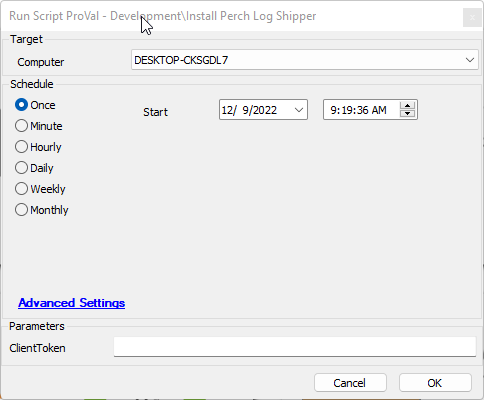 Run Script ProVal - Development\Install Perch Log Shipper
Target
Computer DESKTOP-CKSGDL7
Schedule
Once Start 12/ 9/2022 9:19:36 AM
Minute
Hourly
Daily
Weekly
Monthly
Advanced Settings
Parameters
ClientToken
Cancel OK